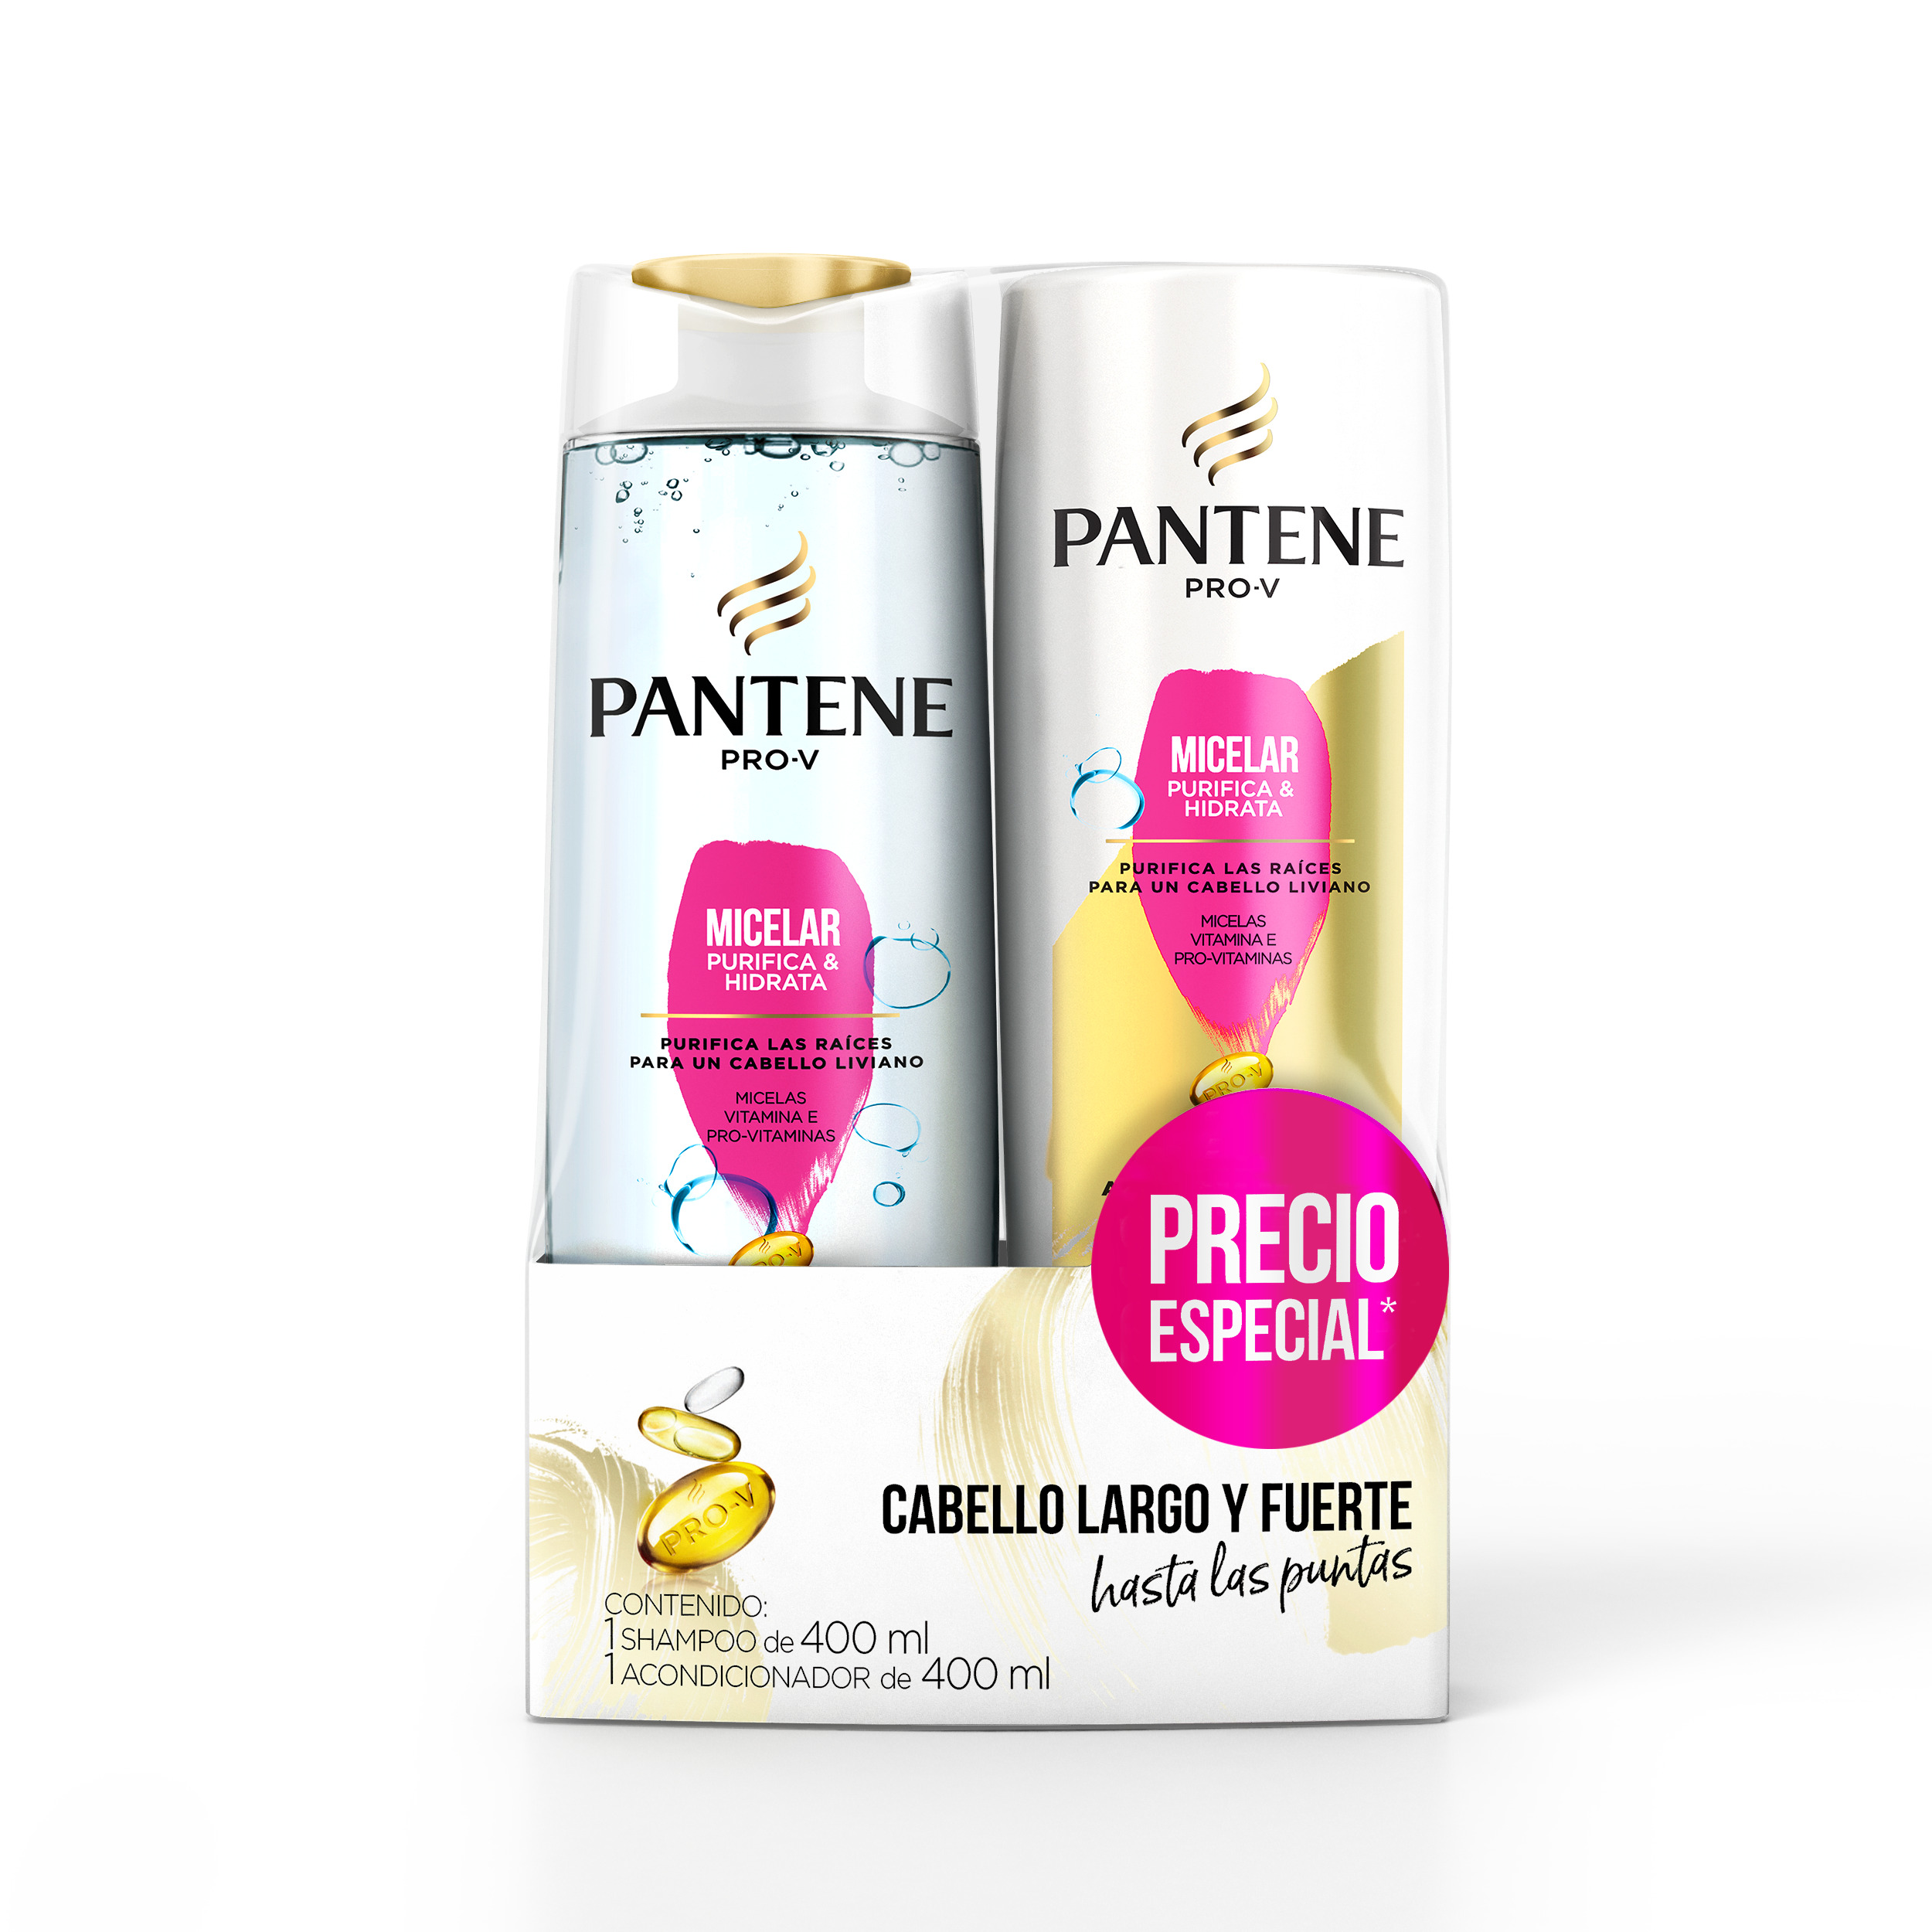 PANTENE
PRO-V
MICELAR
PURIFICA &
HIDRATA
PURIFICA LAS RAÍCES
PARA UN CABELLO LIVIANO
MICELAS
VITAMINA E
PRO-VITAMINAS
PRO-V
PANTENE
PRO-V
MICELAR
PURIFICA &
HIDRATA
PURIFICA LAS RAÍCES
PARA UN CABELLO LIVIANO
MICELAS
VITAMINA E
PRO-VITAMINAS
PRO-V
PRECIO
ESPECIAL*
PRO-V
CABELLO LARGO Y FUERTE
hasta las puntas
CONTENIDO:
1 SHAMPOO de 400 ml
1 ACONDICIONADOR de 400 ml